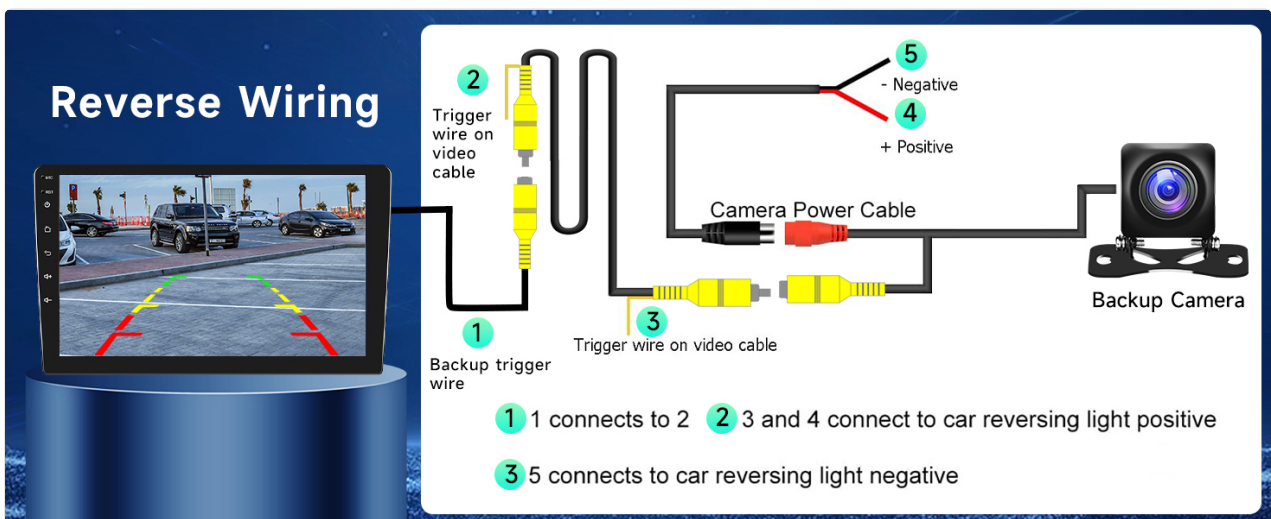 Reverse Wiring
2
Trigger
wire on
video
cable
5
- Negative
4
+ Positive
Camera Power Cable
Backup Camera
3
Trigger wire on video cable
1
Backup trigger
wire
1 1 connects to 2 2 3 and 4 connect to car reversing light positive
3 5 connects to car reversing light negative